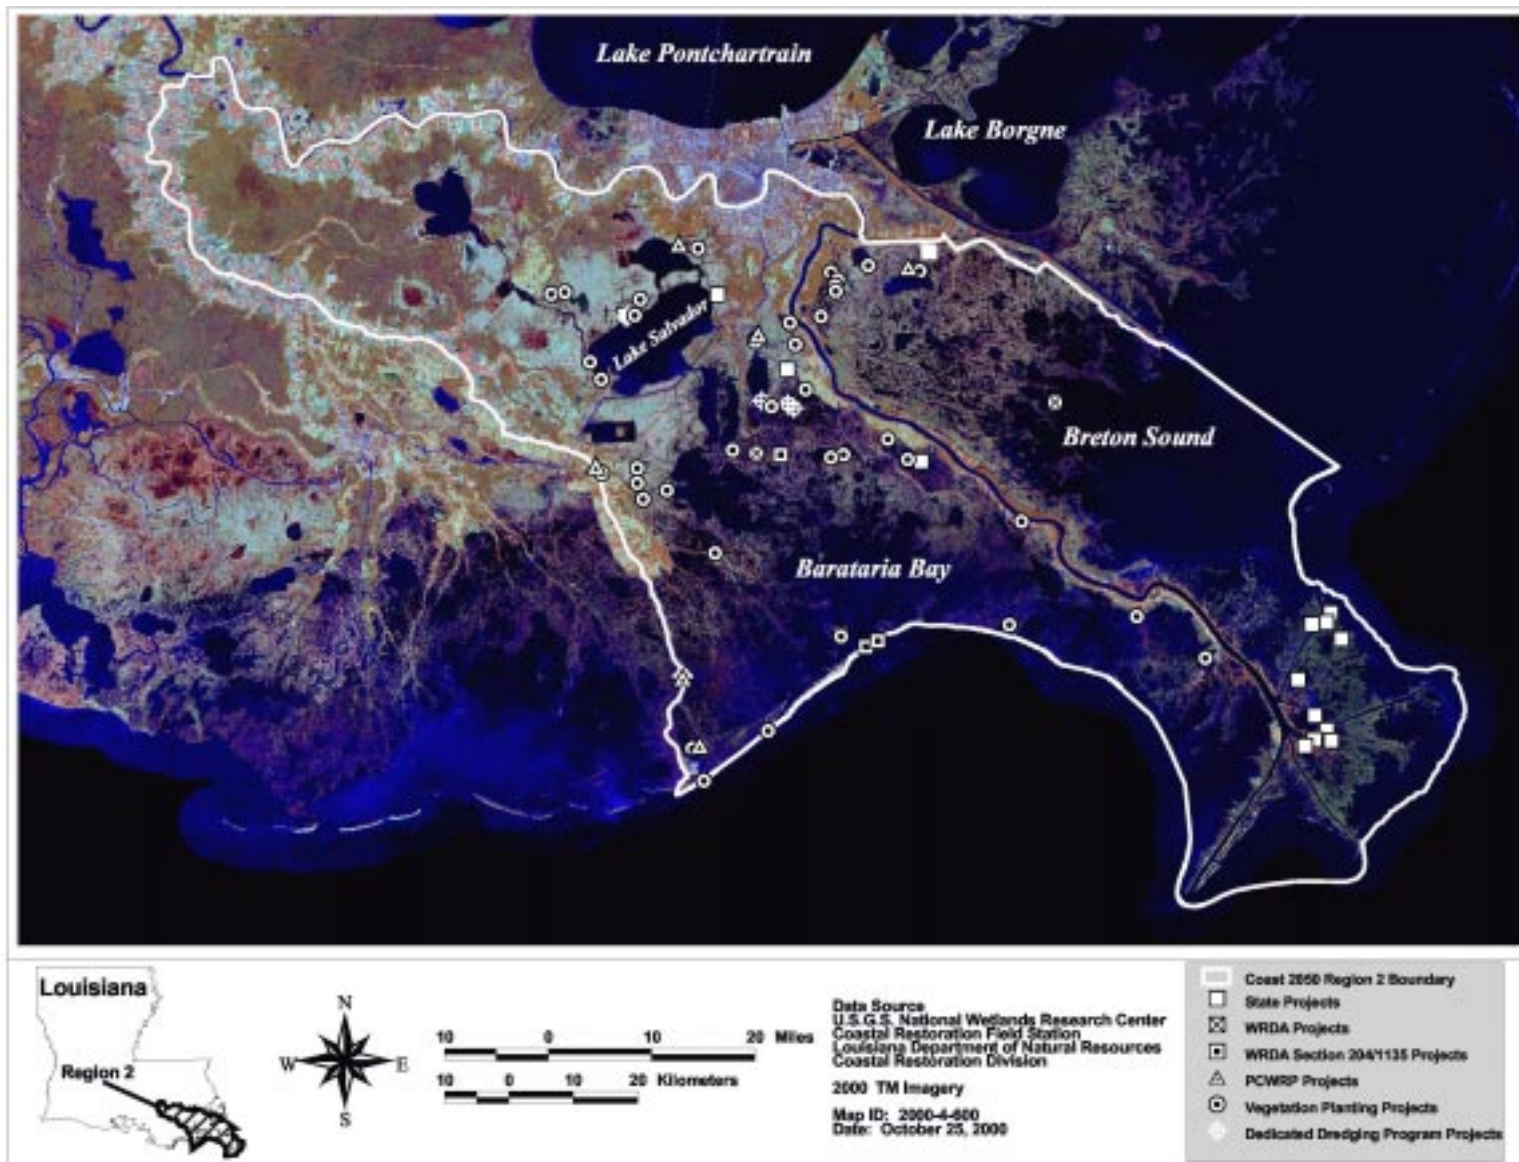 Lake Pontchartrain
Lake Borgne
Lake Salvador
Breton Sound
Barataria Bay
Louisiana
Region 2
N
W
E
S
10 0 10 20 Miles
10 0 10 20 Kilometers
Data Source
U.S.G.S. National Wetlands Research Center
Coastal Restoration Field Station
Louisiana Department of Natural Resources
Coastal Restoration Division
2000 TM Imagery
Map ID: 2000-4-600
Date: October 25, 2000
Coast 2050 Region 2 Boundary
State Projects
WRDA Projects
WRDA Section 204/1135 Projects
PCWRP Projects
Vegetation Planting Projects
Dedicated Dredging Program Projects